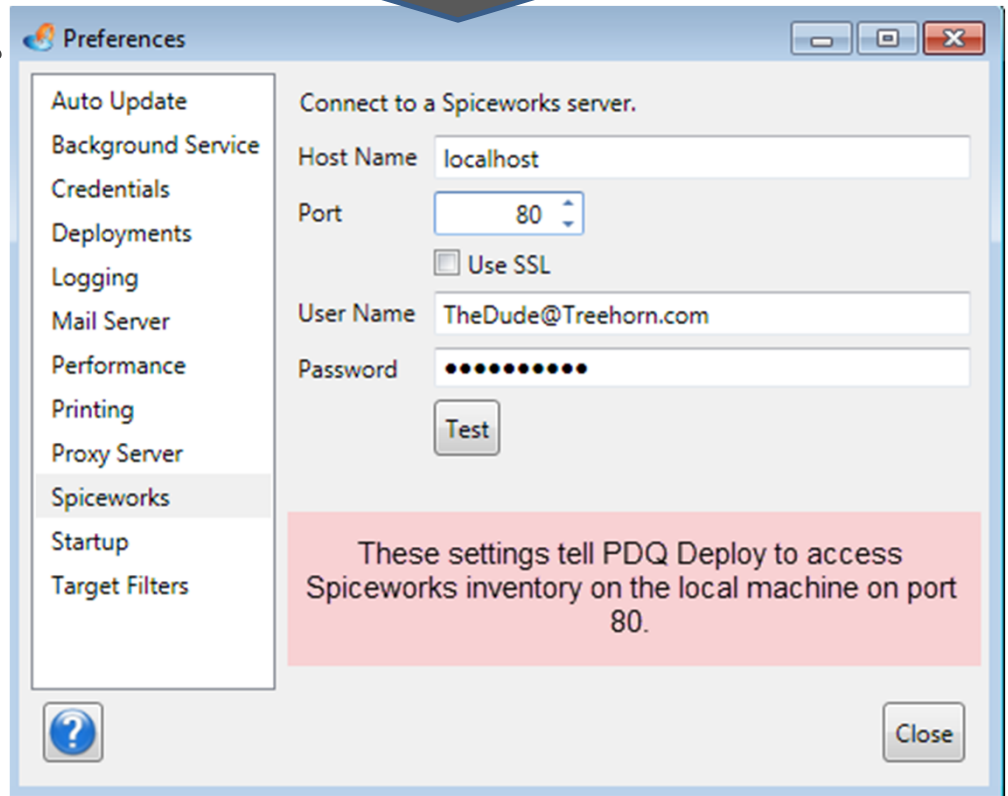 Preferences
Auto Update
Background Service
Credentials
Deployments
Logging
Mail Server
Performance
Printing
Proxy Server
Spiceworks
Startup
Target Filters
Connect to a Spiceworks server.
Host Name localhost
Port 80
Use SSL
User Name TheDude@Treehorn.com
Password ••••••••••
Test
These settings tell PDQ Deploy to access
Spiceworks inventory on the local machine on port
80.
?
Close